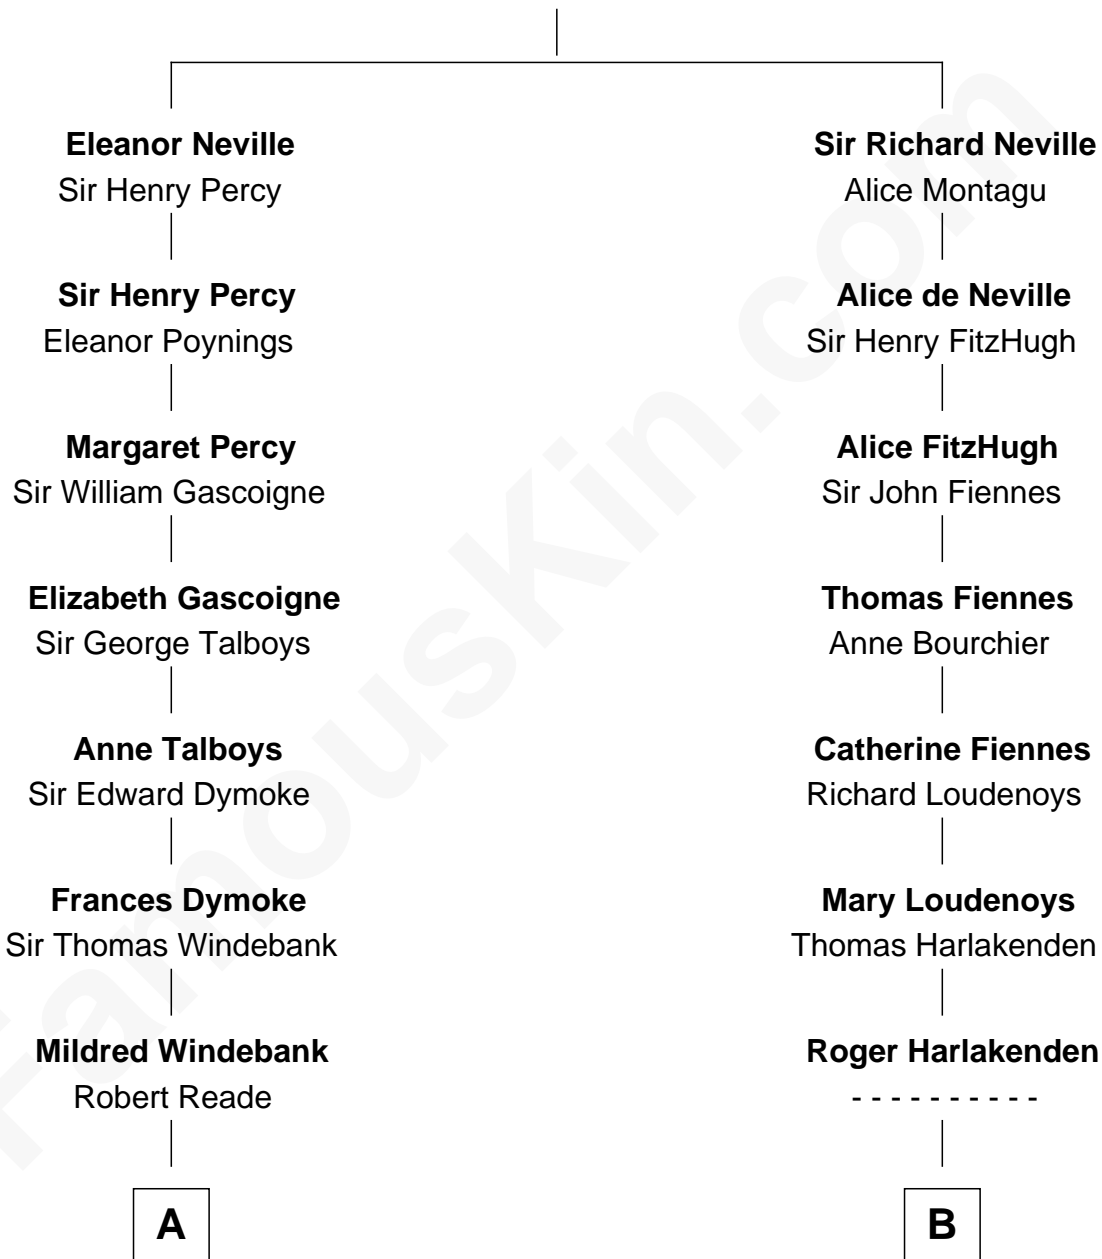 Eleanor Neville
Sir Henry Percy
Sir Henry Percy
Eleanor Poynings
Margaret Percy
Sir William Gascoigne
Elizabeth Gascoigne
Sir George Talboys
Anne Talboys
Sir Edward Dymoke
Frances Dymoke
Sir Thomas Windebank
Mildred Windebank
Robert Reade
A
Sir Richard Neville
Alice Montagu
Alice de Neville
Sir Henry FitzHugh
Alice FitzHugh
Sir John Fiennes
Thomas Fiennes
Anne Bourchier
Catherine Fiennes
Richard Loudenoys
Mary Loudenoys
Thomas Harlakenden
Roger Harlakenden
- - - - - - - - - -
B
FamousKin.com